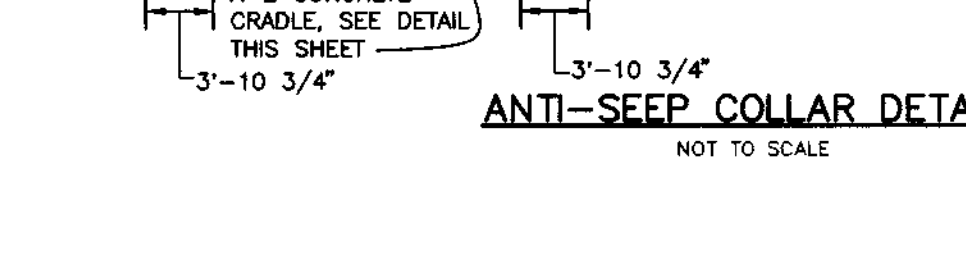 CRADLE, SEE DETAIL
THIS SHEET
3'-10 3/4"
3'-10 3/4"
ANTI-SEEP COLLAR DETA
NOT TO SCALE